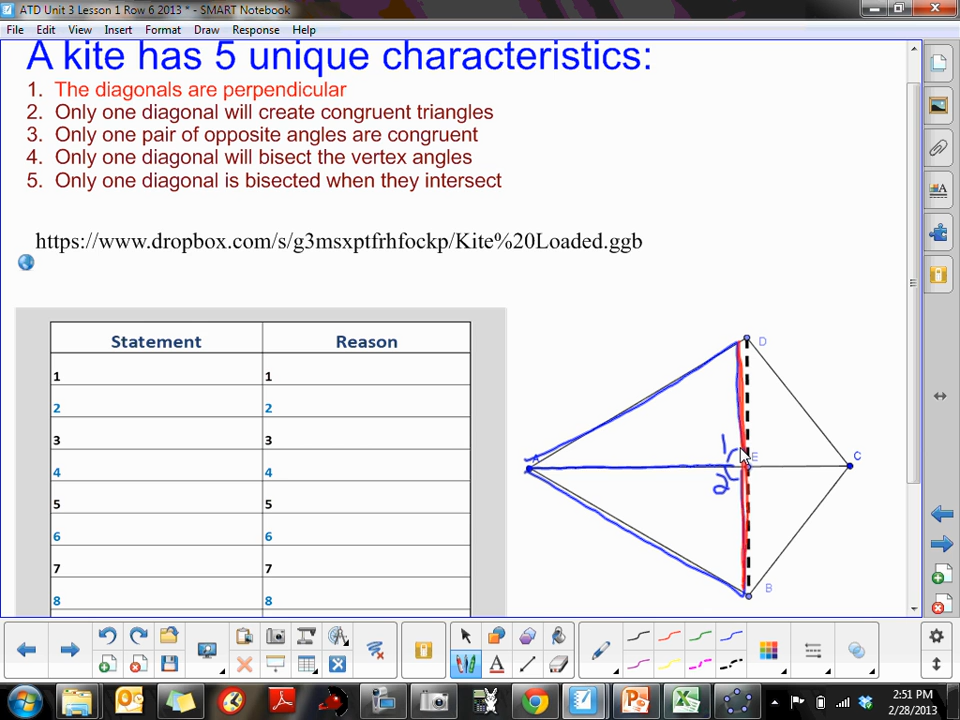 ATD Unit 3 Lesson 1 Row 6 2013 * - SMART Notebook
File Edit View Insert Format Draw Response Help
A kite has 5 unique characteristics:
1. The diagonals are perpendicular
2. Only one diagonal will create congruent triangles
3. Only one pair of opposite angles are congruent
4. Only one diagonal will bisect the vertex angles
5. Only one diagonal is bisected when they intersect
https://www.dropbox.com/s/g3msxptfrhfockp/Kite%20Loaded.ggb
Statement Reason
1 1
2 2
3 3
4 4
5 5
6 6
7 7
8 8
D
1
A E C
2
B
2:51 PM
2/28/2013